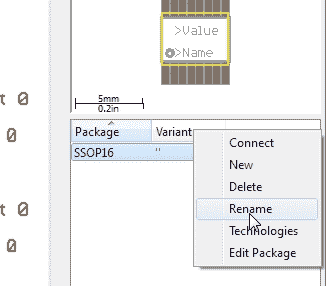 >Value
>Name
5mm
0.2in
t 0
0
t 0
0
Package Variant
SSOP16 ''
Connect
New
Delete
Rename
Technologies
Edit Package